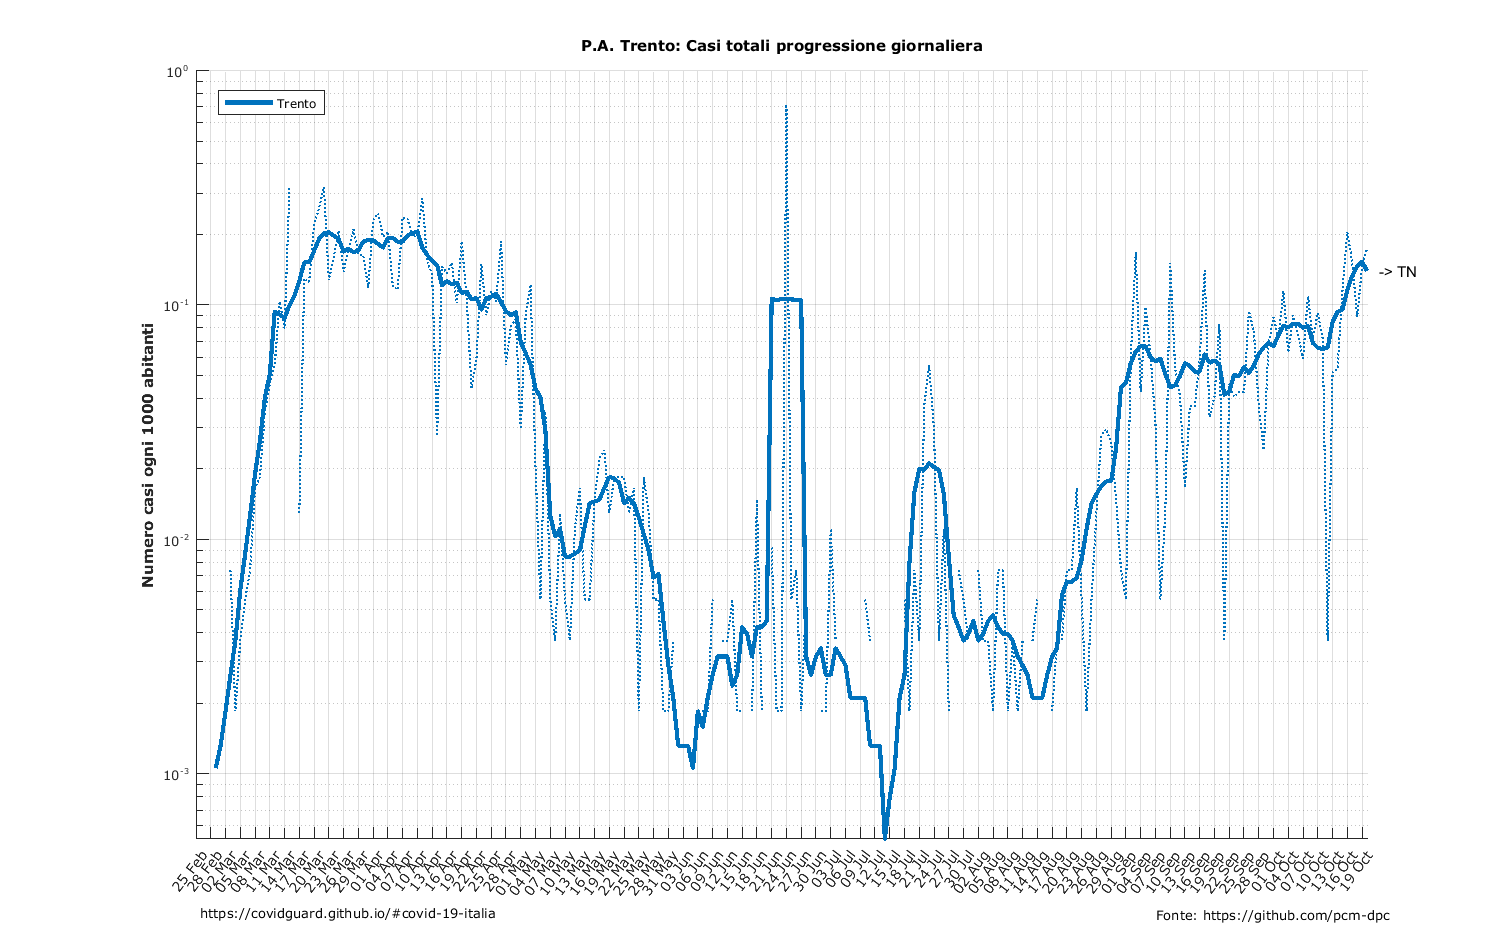 P.A. Trento: Casi totali progressione giornaliera
Trento
10⁰
10⁻¹
10⁻²
10⁻³
Numero casi ogni 1000 abitanti
-> TN
25 Feb
28 Feb
02 Mar
05 Mar
08 Mar
11 Mar
14 Mar
17 Mar
20 Mar
23 Mar
26 Mar
29 Mar
01 Apr
04 Apr
07 Apr
10 Apr
13 Apr
16 Apr
19 Apr
22 Apr
25 Apr
28 Apr
01 May
04 May
07 May
10 May
13 May
16 May
19 May
22 May
25 May
28 May
31 May
03 Jun
06 Jun
09 Jun
12 Jun
15 Jun
18 Jun
21 Jun
24 Jun
27 Jun
30 Jun
03 Jul
06 Jul
09 Jul
12 Jul
15 Jul
18 Jul
21 Jul
24 Jul
27 Jul
30 Jul
02 Aug
05 Aug
08 Aug
11 Aug
14 Aug
17 Aug
20 Aug
23 Aug
26 Aug
29 Aug
01 Sep
04 Sep
07 Sep
10 Sep
13 Sep
16 Sep
19 Sep
22 Sep
25 Sep
28 Sep
01 Oct
04 Oct
07 Oct
10 Oct
13 Oct
16 Oct
19 Oct
https://covidguard.github.io/#covid-19-italia
Fonte: https://github.com/pcm-dpc